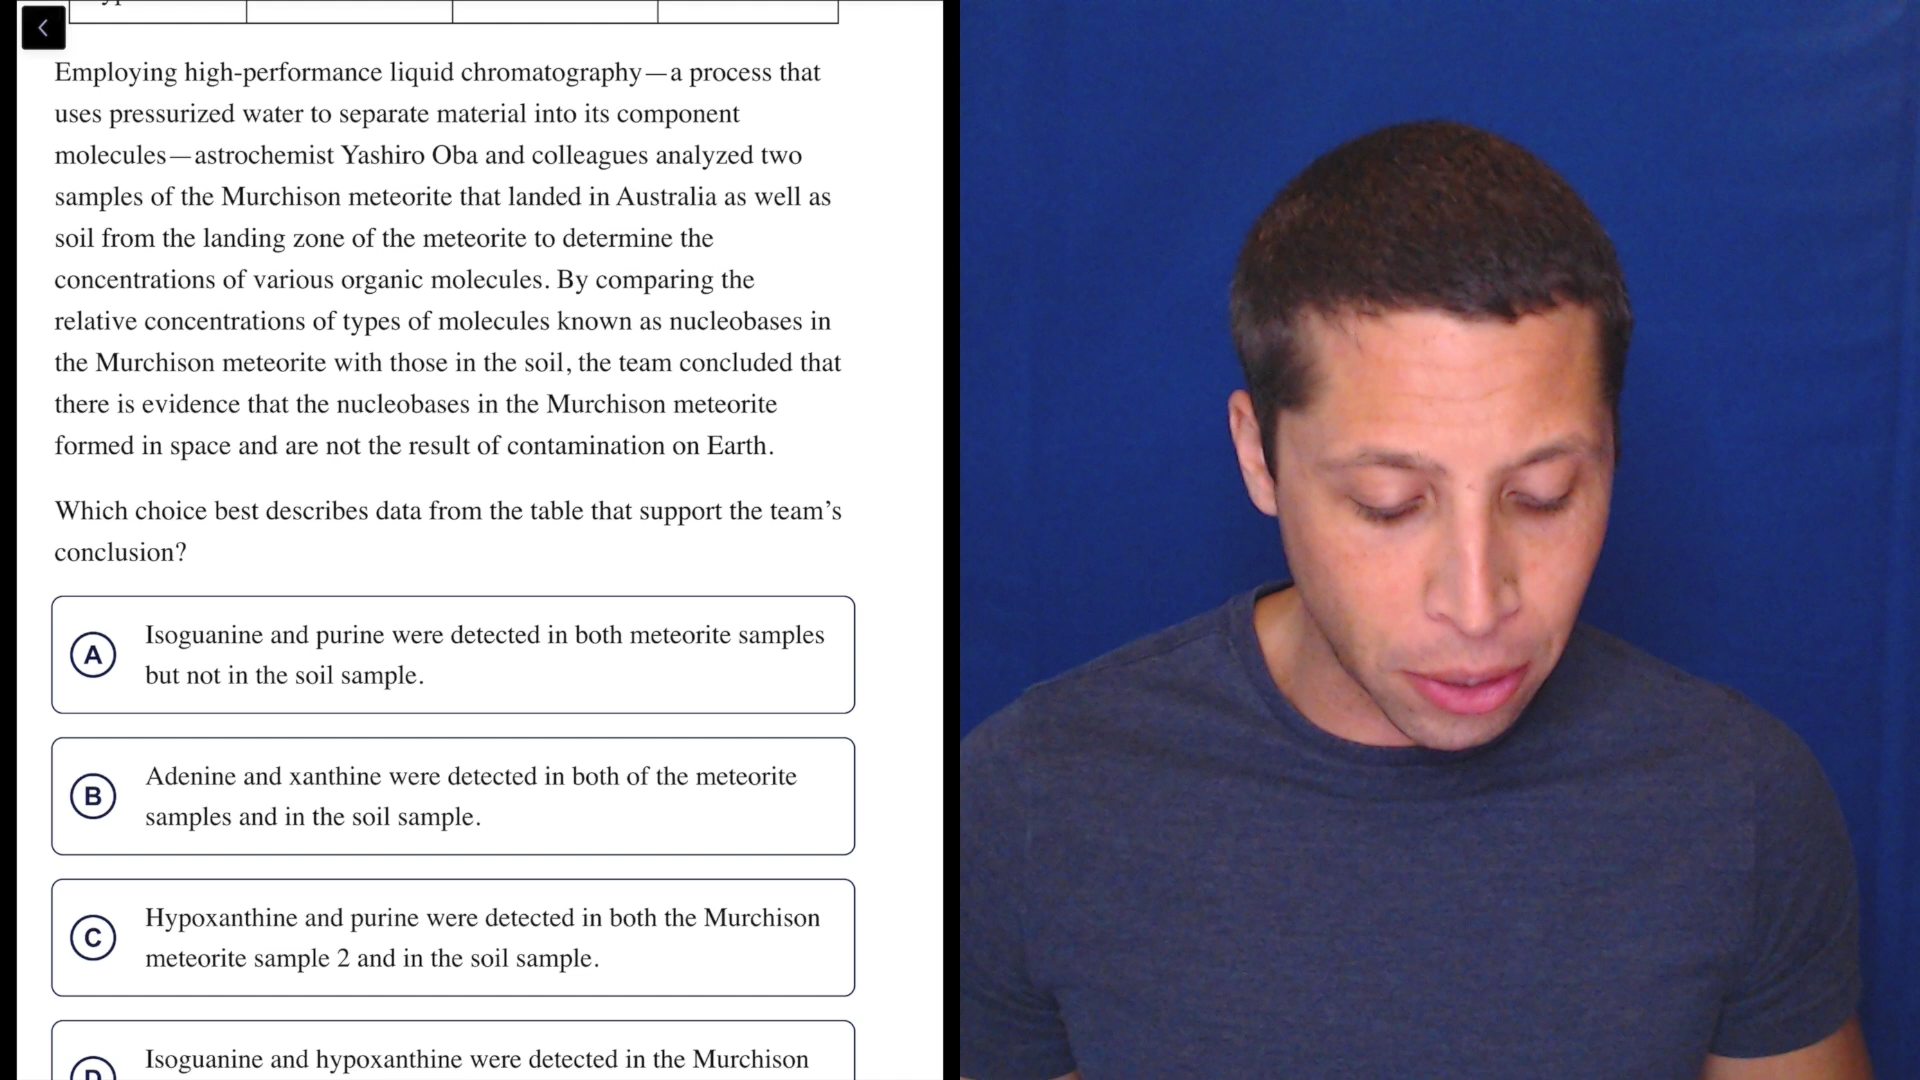 Employing high-performance liquid chromatography—a process that
uses pressurized water to separate material into its component
molecules—astrochemist Yashiro Oba and colleagues analyzed two
samples of the Murchison meteorite that landed in Australia as well as
soil from the landing zone of the meteorite to determine the
concentrations of various organic molecules. By comparing the
relative concentrations of types of molecules known as nucleobases in
the Murchison meteorite with those in the soil, the team concluded that
there is evidence that the nucleobases in the Murchison meteorite
formed in space and are not the result of contamination on Earth.
Which choice best describes data from the table that support the team's
conclusion?
A
Isoguanine and purine were detected in both meteorite samples
but not in the soil sample.
B
Adenine and xanthine were detected in both of the meteorite
samples and in the soil sample.
C
Hypoxanthine and purine were detected in both the Murchison
meteorite sample 2 and in the soil sample.
D
Isoguanine and hypoxanthine were detected in the Murchison